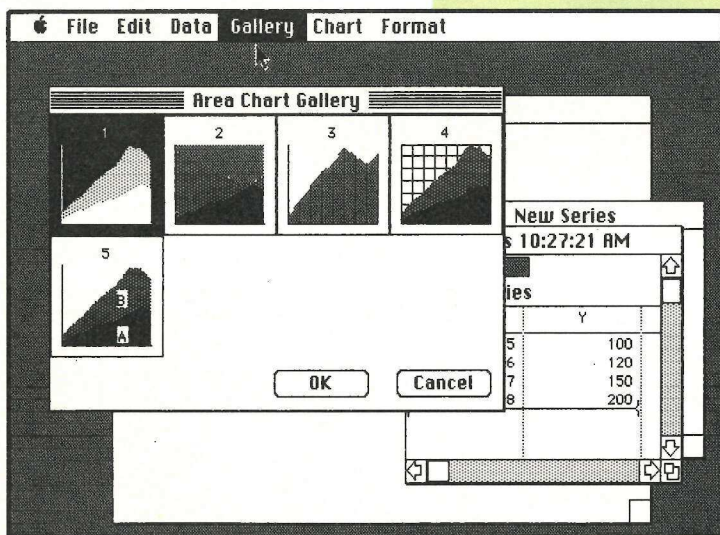 File Edit Data Gallery Chart Format
Area Chart Gallery
1 2 3 4
5
B
A
OK Cancel
New Series
s 10:27:21 AM
ies
Y
5 100
6 120
7 150
8 200